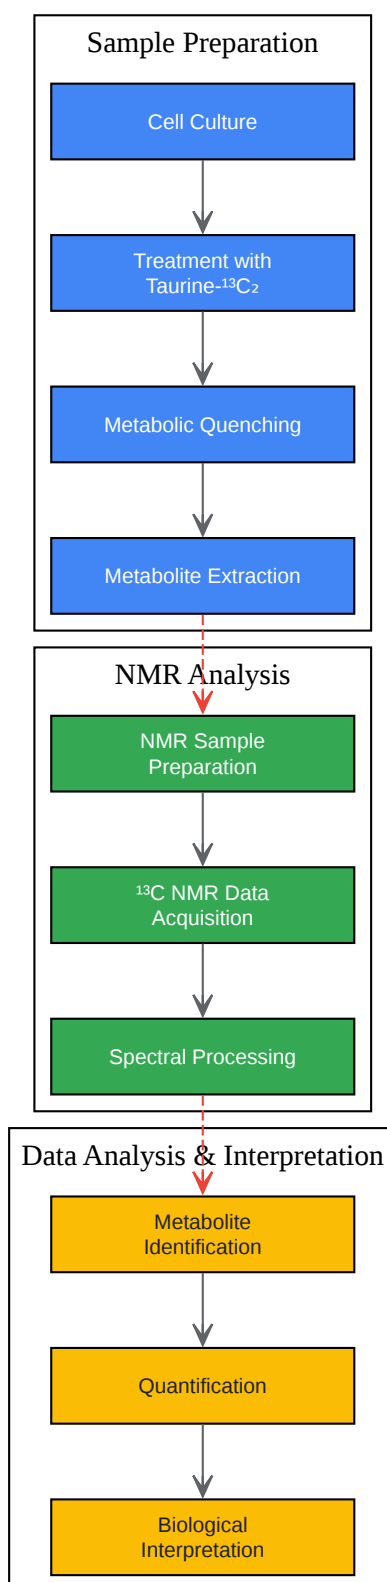 Sample Preparation
Cell Culture
Treatment with
Taurine-¹³C₂
Metabolic Quenching
Metabolite Extraction
NMR Analysis
NMR Sample
Preparation
¹³C NMR Data
Acquisition
Spectral Processing
Data Analysis & Interpretation
Metabolite
Identification
Quantification
Biological
Interpretation